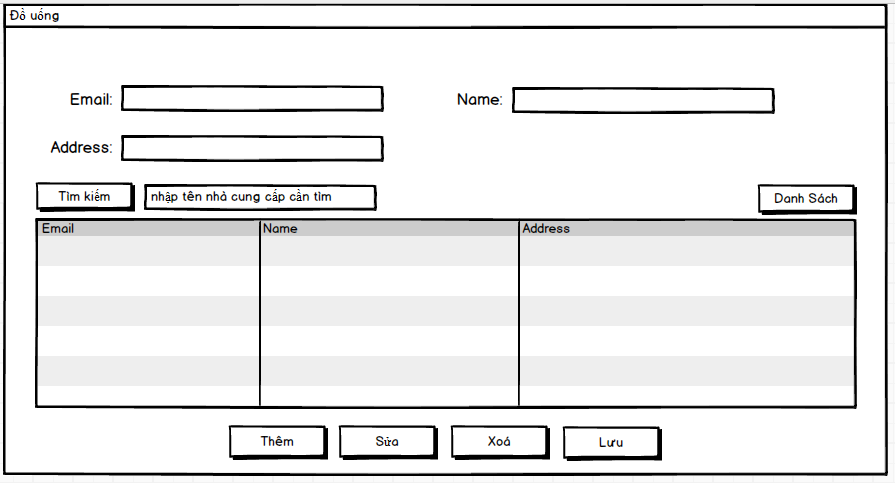 Đồ uống
Email:
Name:
Address:
Tìm kiếm
nhập tên nhà cung cấp cần tìm
Danh Sách
Email Name Address
Thêm Sửa Xoá Lưu